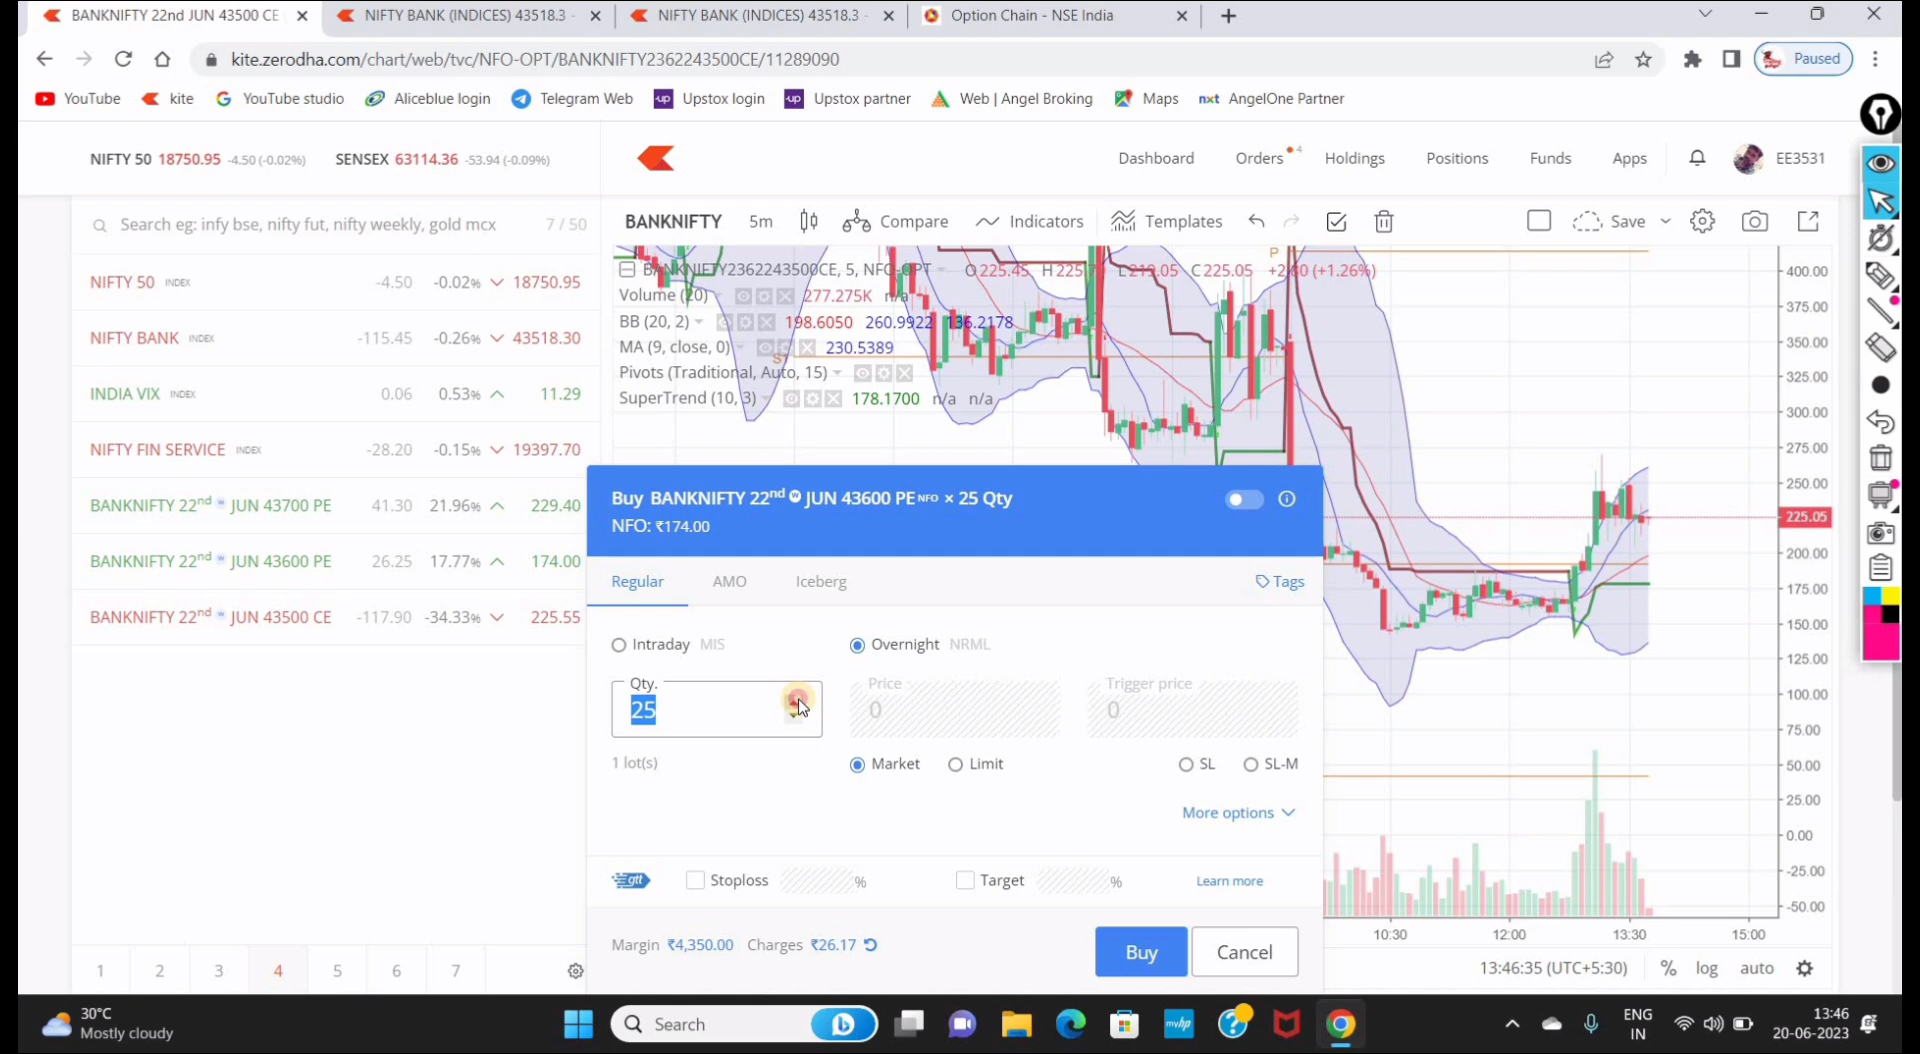 BANKNIFTY 22nd JUN 43500 CE
NIFTY BANK (INDICES) 43518.3 -
NIFTY BANK (INDICES) 43518.3 -
Option Chain - NSE India
kite.zerodha.com/chart/web/tvc/NFO-OPT/BANKNIFTY2362243500CE/11289090
Paused
YouTube
kite
YouTube studio
Aliceblue login
Telegram Web
up Upstox login
up Upstox partner
Web | Angel Broking
Maps
nxt AngelOne Partner
NIFTY 50 18750.95 -4.50 (-0.02%)
SENSEX 63114.36 -53.94 (-0.09%)
Dashboard
Orders 4
Holdings
Positions
Funds
Apps
EE3531
Search eg: infy bse, nifty fut, nifty weekly, gold mcx 7 / 50
NIFTY 50 INDEX -4.50 -0.02% 18750.95
NIFTY BANK INDEX -115.45 -0.26% 43518.30
INDIA VIX INDEX 0.06 0.53% 11.29
NIFTY FIN SERVICE INDEX -28.20 -0.15% 19397.70
BANKNIFTY 22nd w JUN 43700 PE 41.30 21.96% 229.40
BANKNIFTY 22nd w JUN 43600 PE 26.25 17.77% 174.00
BANKNIFTY 22nd w JUN 43500 CE -117.90 -34.33% 225.55
1 2 3 4 5 6 7
BANKNIFTY 5m Compare Indicators Templates Save
BANKNIFTY2362243500CE, 5, NFO-OPT O225.45 C225.05 (+1.26%)
Volume (20) 277.275K n/a
BB (20, 2) 198.6050 260.9922 136.2178
MA (9, close, 0) 230.5389
Pivots (Traditional, Auto, 15)
SuperTrend (10, 3) 178.1700 n/a n/a
P
400.00
375.00
350.00
325.00
300.00
275.00
250.00
225.05
200.00
175.00
150.00
125.00
100.00
75.00
50.00
25.00
0.00
-25.00
-50.00
10:30 12:00 13:30 15:00
13:46:35 (UTC+5:30) % log auto
Buy BANKNIFTY 22nd w JUN 43600 PE NFO × 25 Qty
NFO: ₹174.00
Regular AMO Iceberg Tags
Intraday MIS Overnight NRML
Qty. Price Trigger price
25 0 0
1 lot(s) Market Limit SL SL-M
More options
gtt Stoploss % Target % Learn more
Margin ₹4,350.00 Charges ₹26.17
Buy Cancel
30°C
Mostly cloudy
Search
myhp
ENG
IN
13:46
20-06-2023